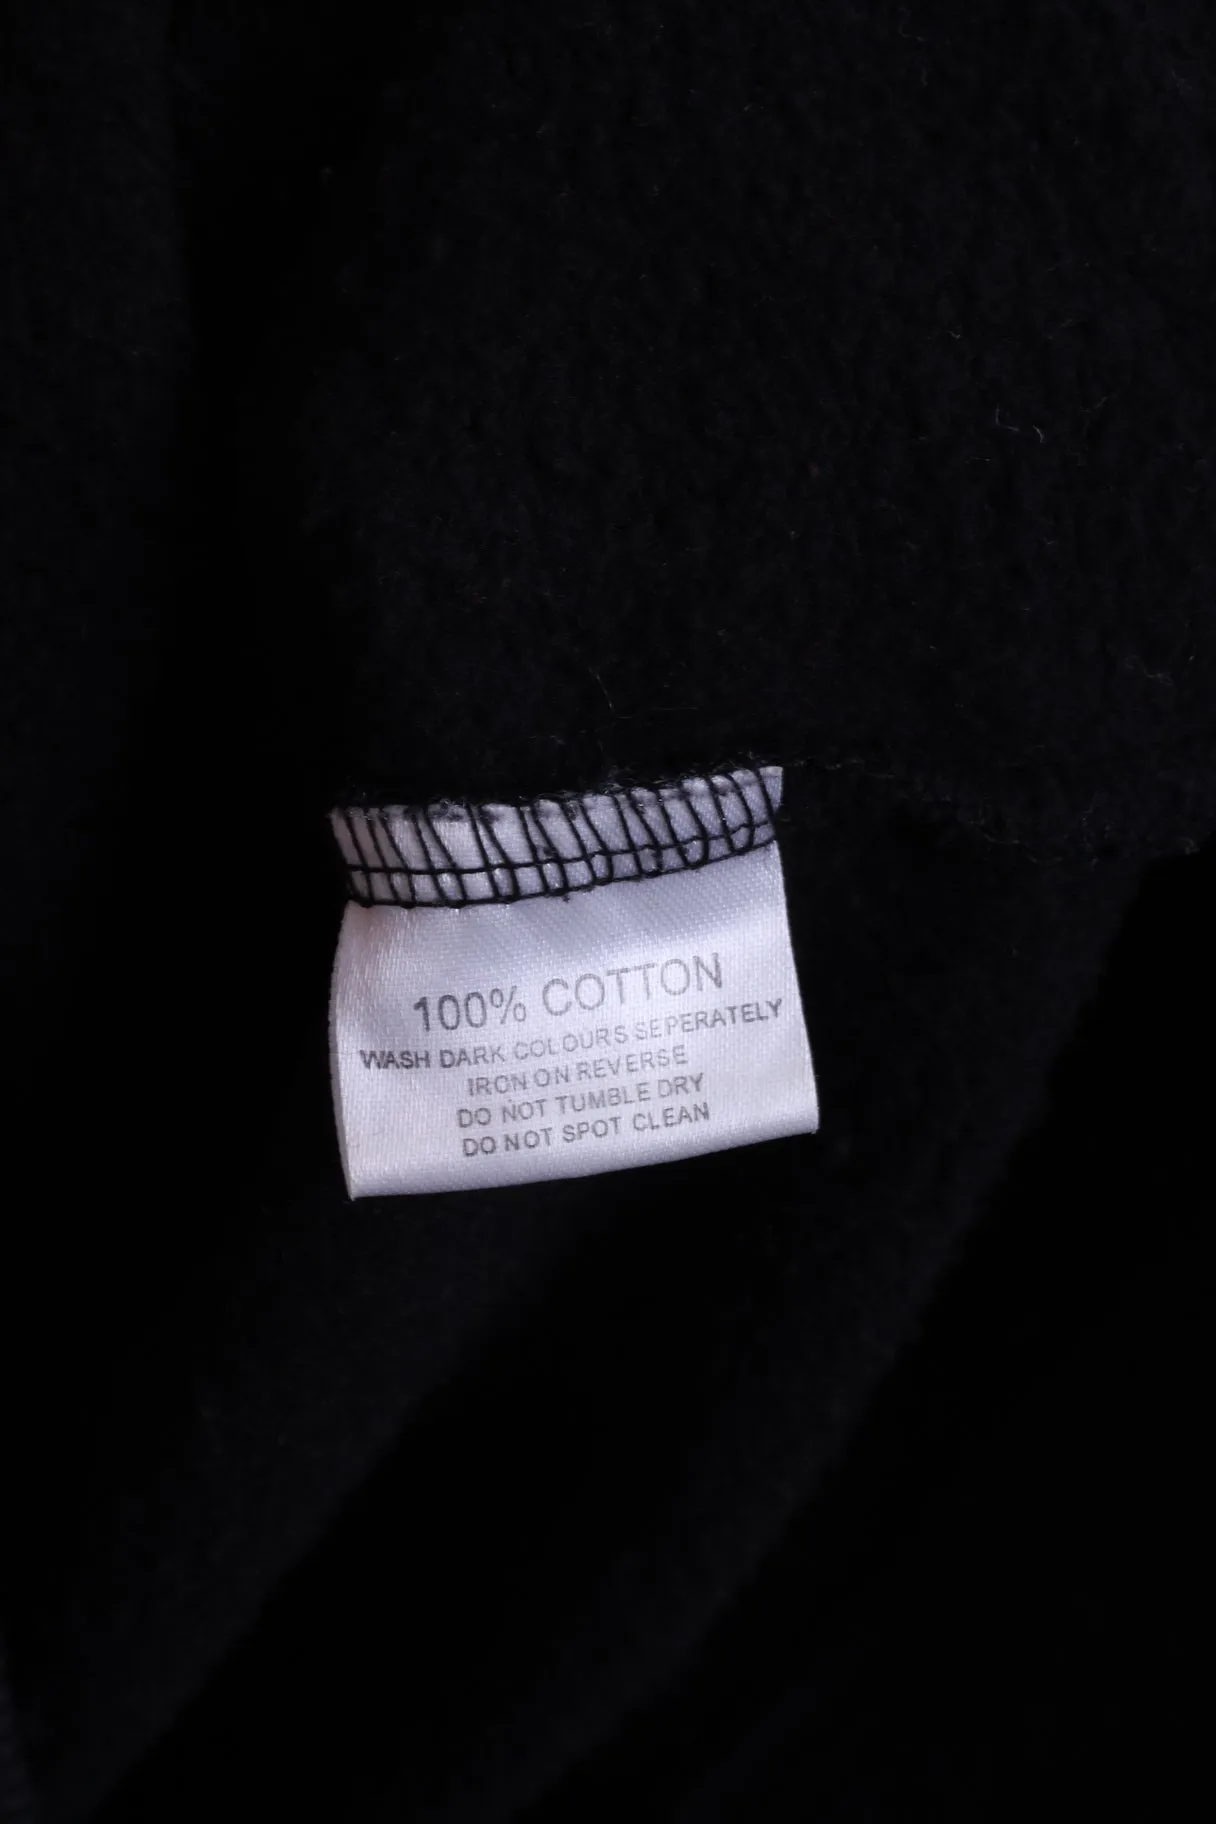 100% COTTON
WASH DARK COLOURS SEPERATELY
IRON ON REVERSE
DO NOT TUMBLE DRY
DO NOT SPOT CLEAN